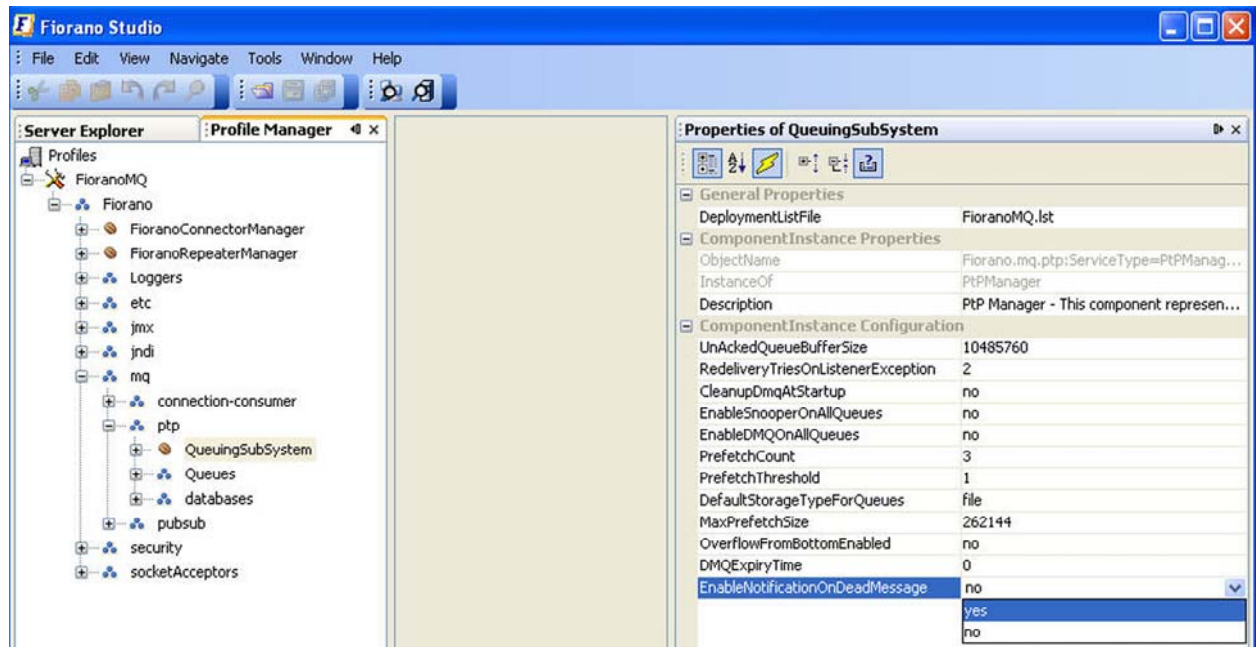 Fiorano Studio
File Edit View Navigate Tools Window Help
Server Explorer
Profile Manager
Profiles
FioranoMQ
Fiorano
FioranoConnectorManager
FioranoRepeaterManager
Loggers
etc
jmx
jndi
mq
connection-consumer
ptp
QueuingSubSystem
Queues
databases
pubsub
security
socketAcceptors
Properties of QueuingSubSystem
General Properties
DeploymentListFile FioranoMQ.lst
ComponentInstance Properties
ObjectName Fiorano.mq.ptp:ServiceType=PtPManag...
InstanceOf PtPManager
Description PtP Manager - This component represen...
ComponentInstance Configuration
UnAckedQueueBufferSize 10485760
RedeliveryTriesOnListenerException 2
CleanupDmqAtStartup no
EnableSnooperOnAllQueues no
EnableDMQOnAllQueues no
PrefetchCount 3
PrefetchThreshold 1
DefaultStorageTypeForQueues file
MaxPrefetchSize 262144
OverflowFromBottomEnabled no
DMQExpiryTime 0
EnableNotificationOnDeadMessage no
yes
no